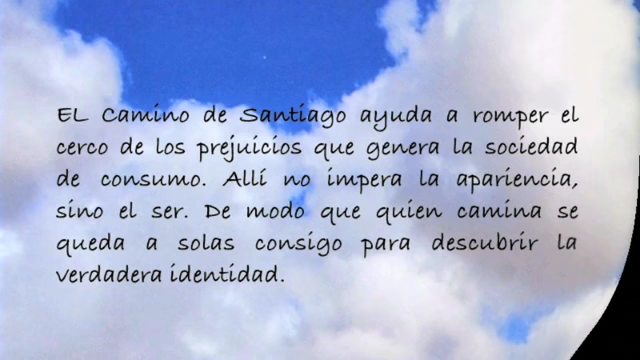 EL Camino de Santiago ayuda a romper el
cerco de los prejuicios que genera la sociedad
de consumo. Allí no impera la apariencia,
sino el ser. De modo que quien camina se
queda a solas consigo para descubrir la
verdadera identidad.